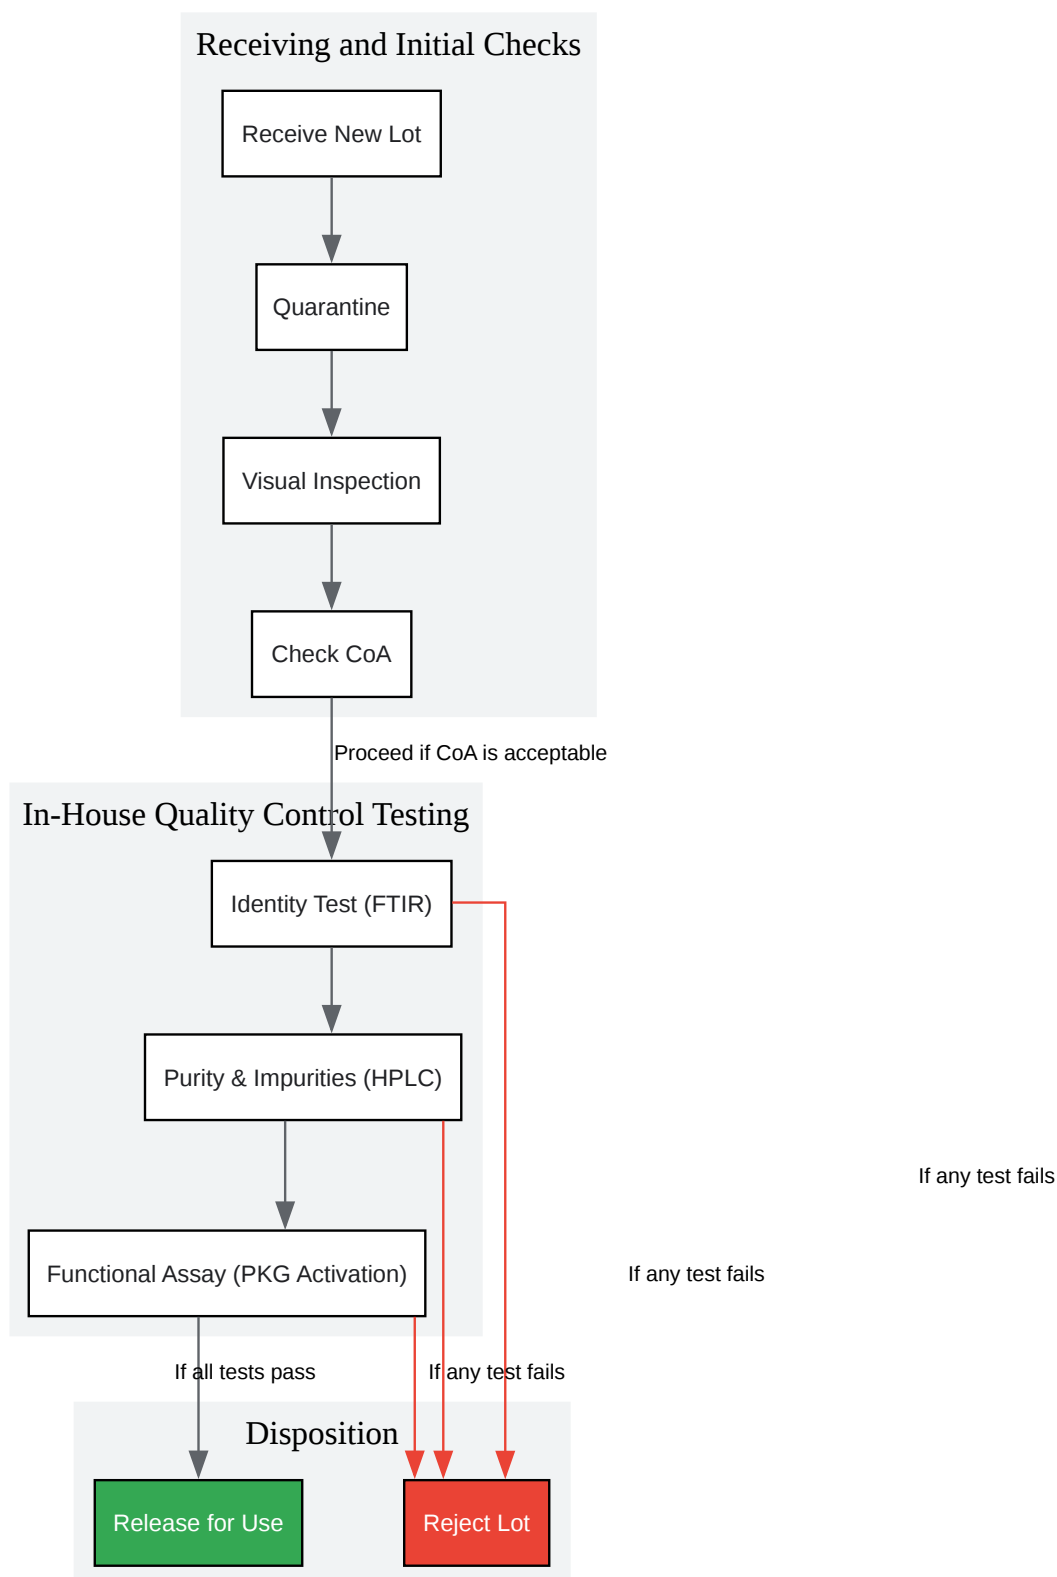 Receiving and Initial Checks
Receive New Lot
Quarantine
Visual Inspection
Check CoA
Proceed if CoA is acceptable
In-House Quality Control Testing
Identity Test (FTIR)
Purity & Impurities (HPLC)
If any test fails
Functional Assay (PKG Activation)
If any test fails
If all tests pass
If any test fails
Disposition
Release for Use
Reject Lot